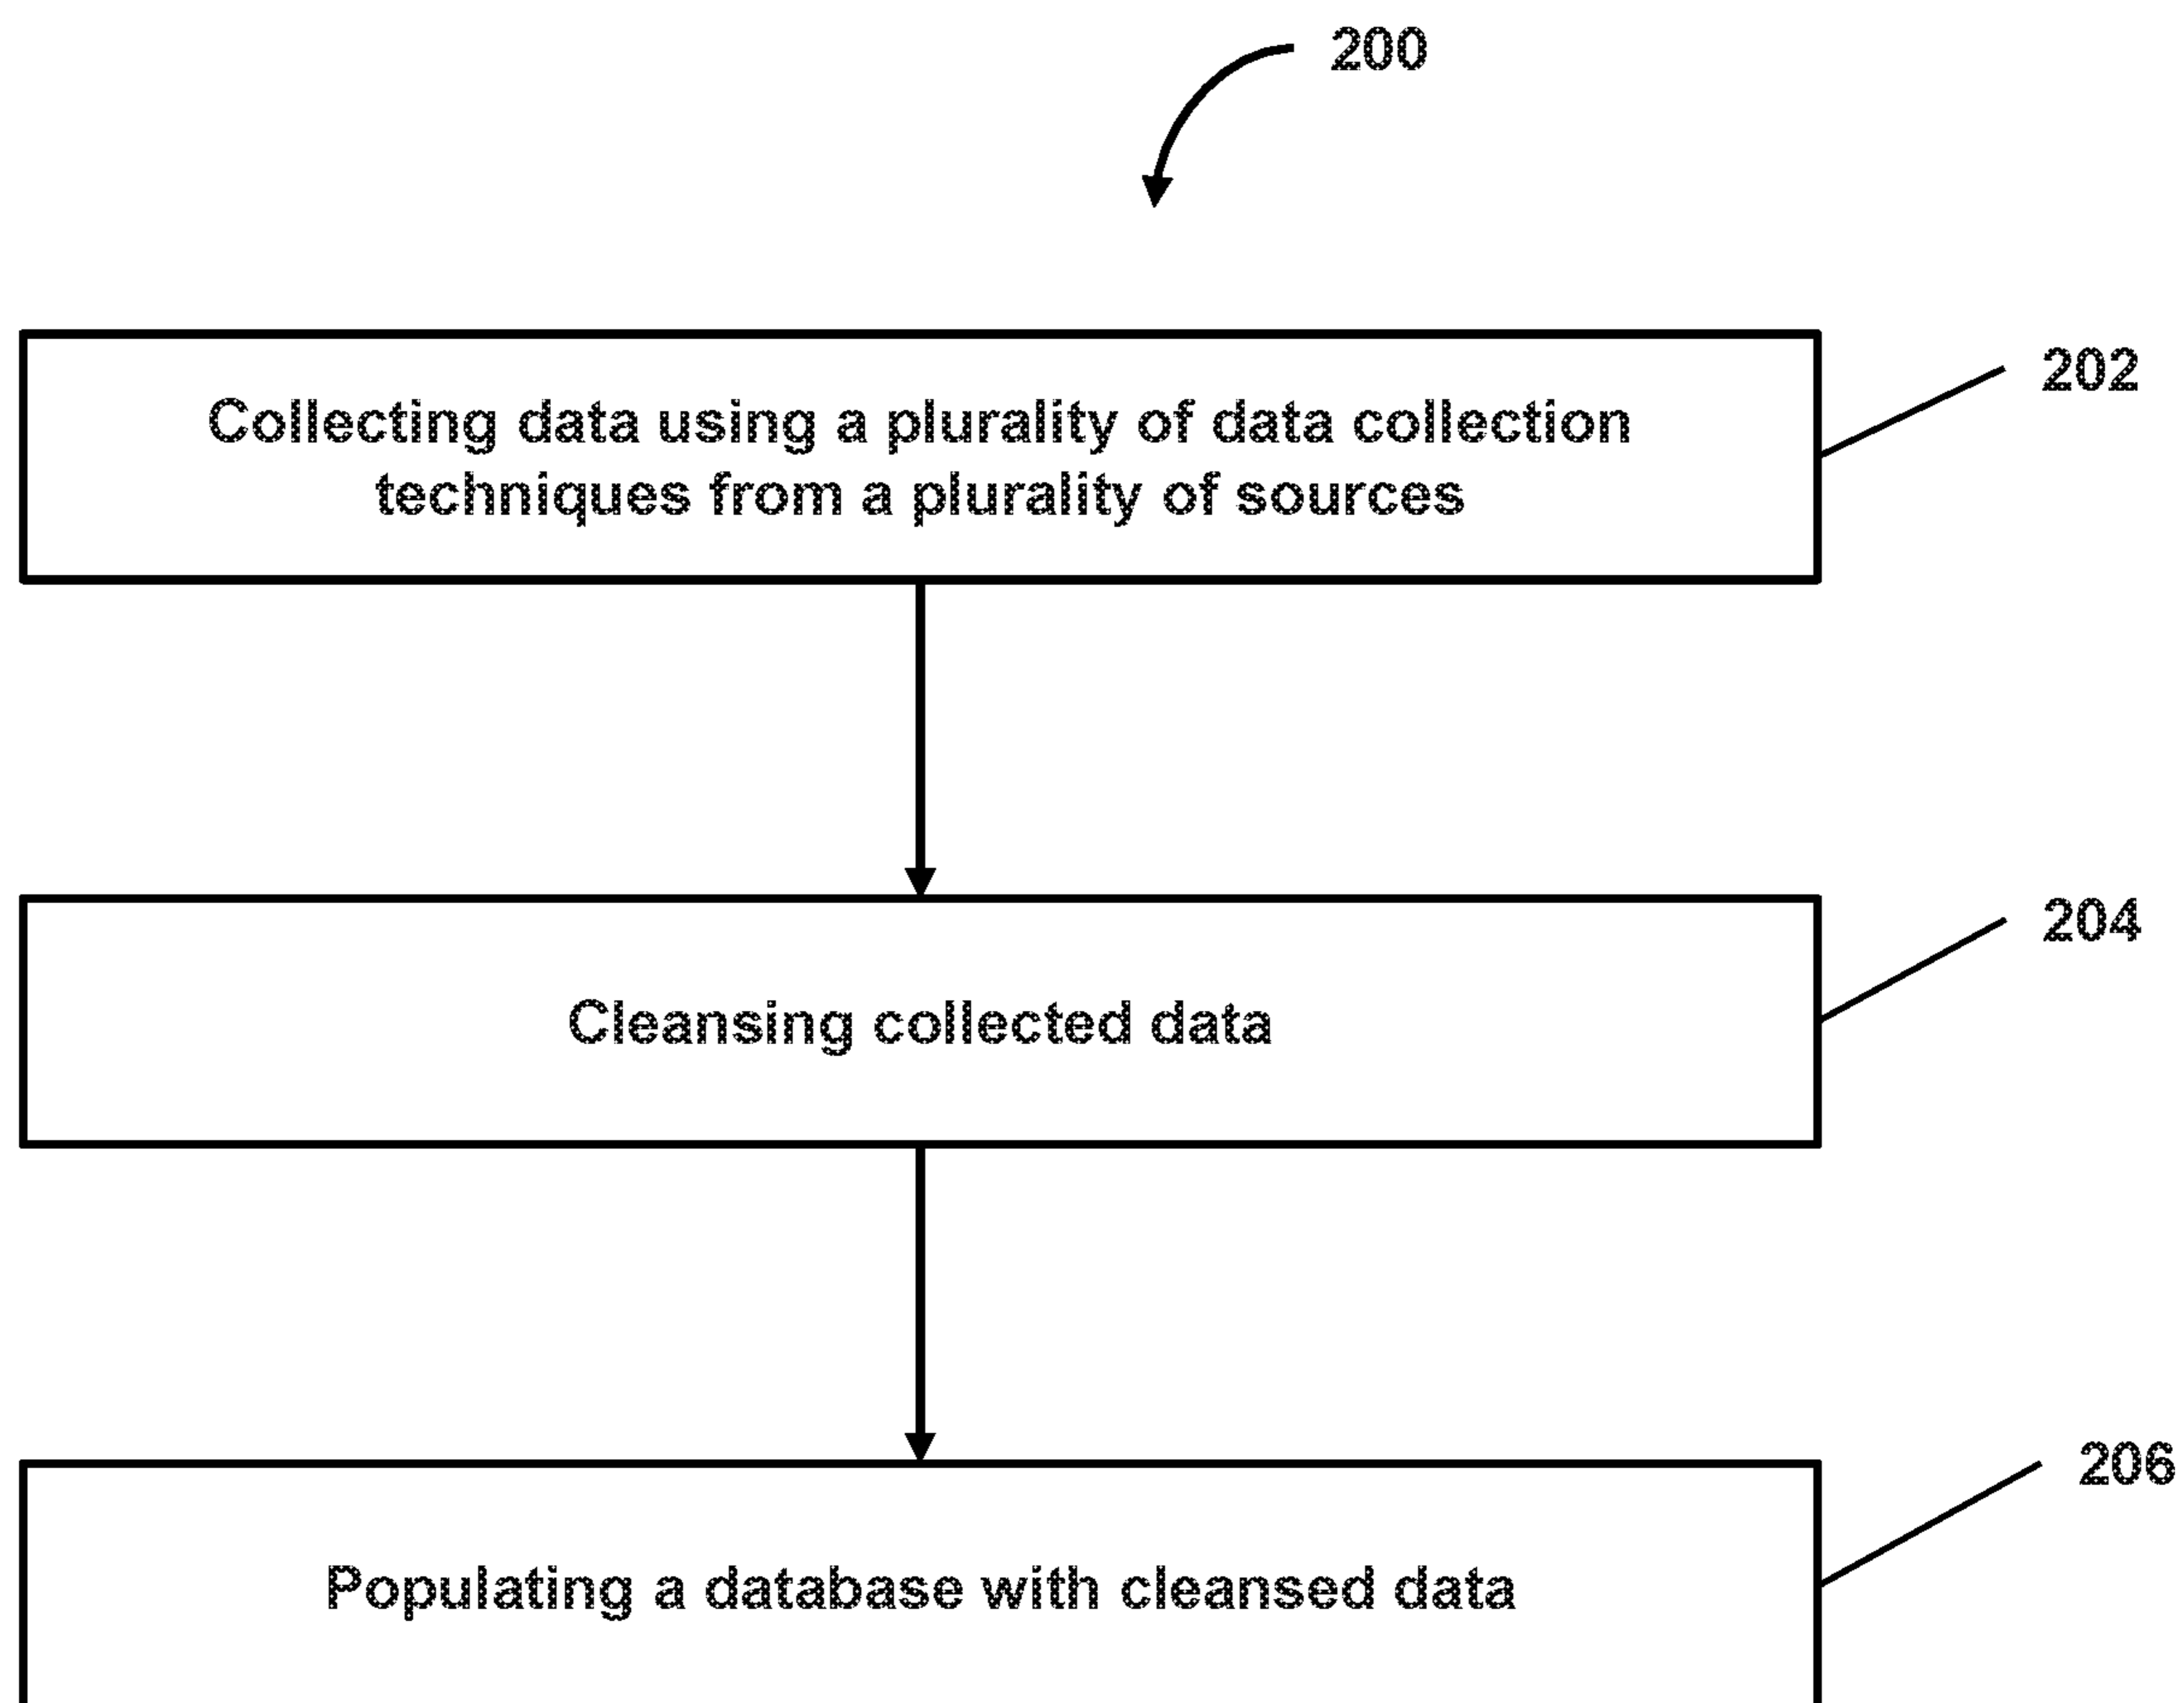 200
202
Collecting data using a plurality of data collection
techniques from a plurality of sources
204
Cleansing collected data
206
Populating a database with cleansed data